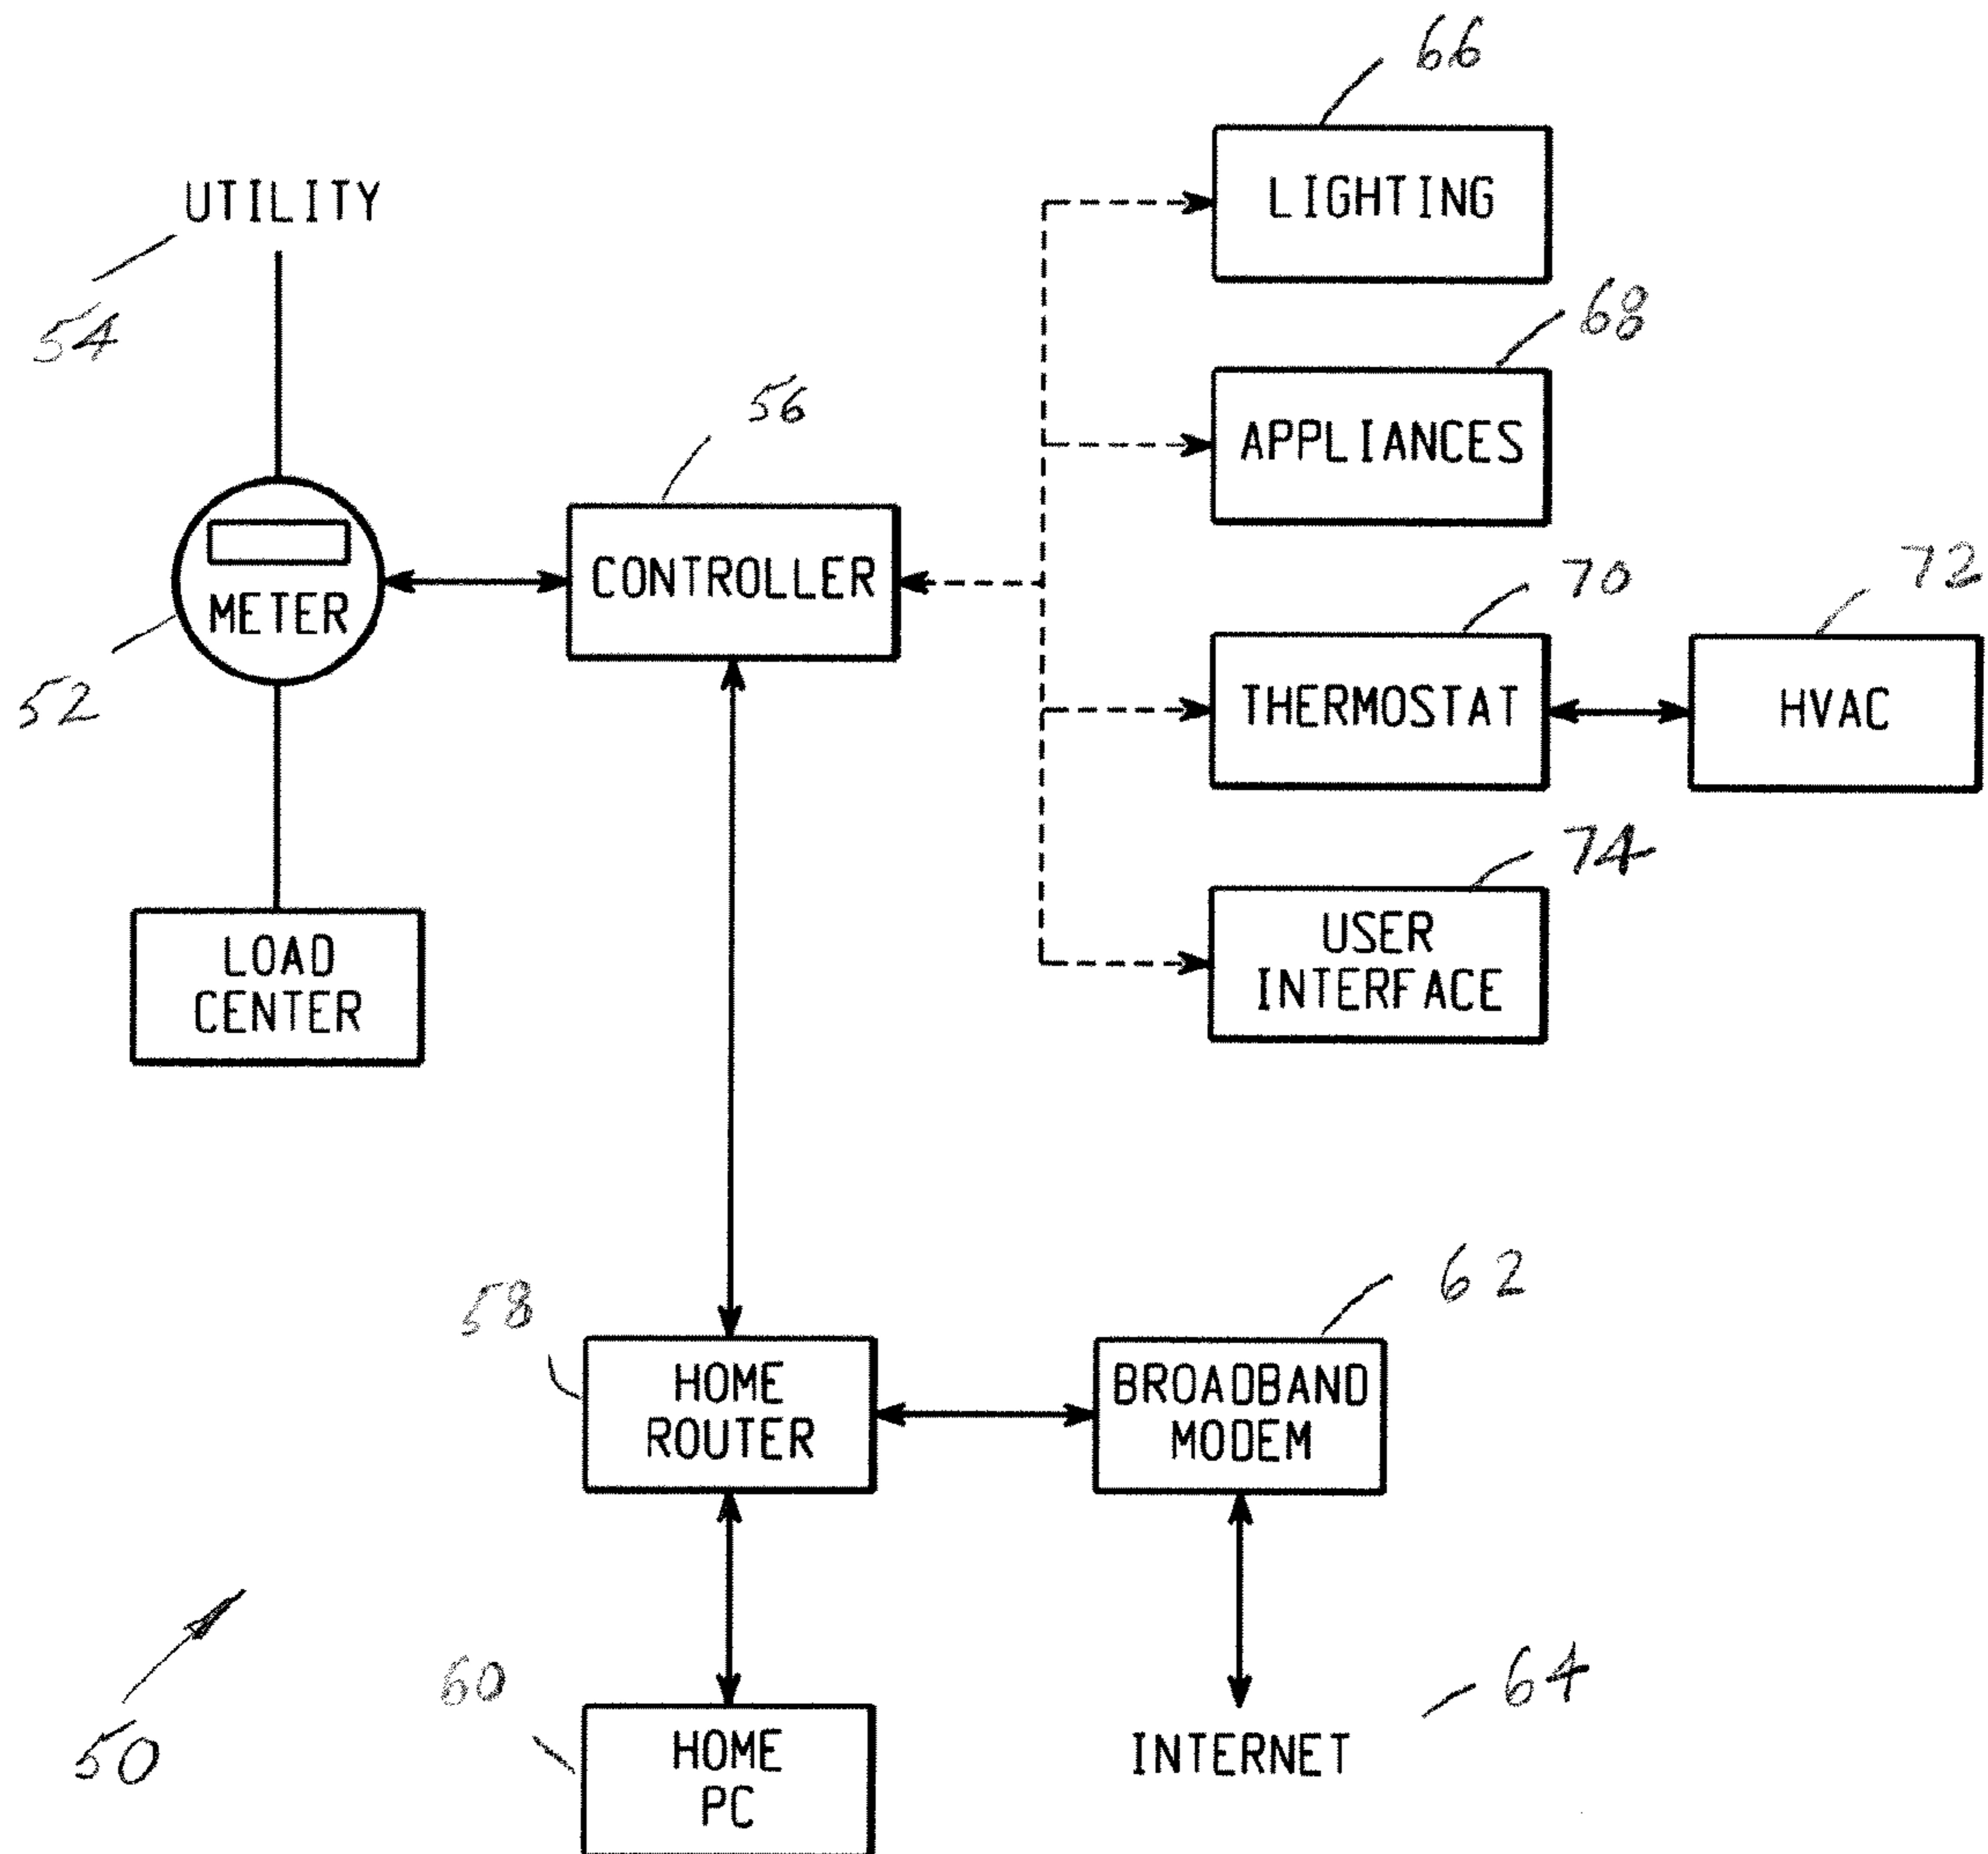 66
LIGHTING
UTILITY
54
68
APPLIANCES
56
CONTROLLER
METER
52
70
THERMOSTAT
72
HVAC
74
USER
INTERFACE
LOAD
CENTER
58
HOME
ROUTER
62
BROADBAND
MODEM
60
HOME
PC
64
INTERNET
50